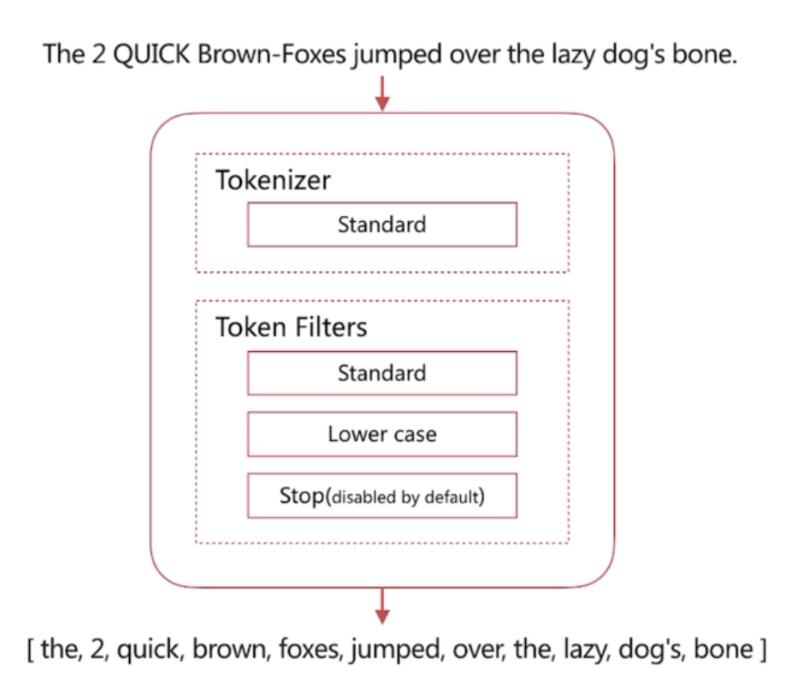 The 2 QUICK Brown-Foxes jumped over the lazy dog's bone.
Tokenizer
Standard
Token Filters
Standard
Lower case
Stop(disabled by default)
[ the, 2, quick, brown, foxes, jumped, over, the, lazy, dog's, bone ]